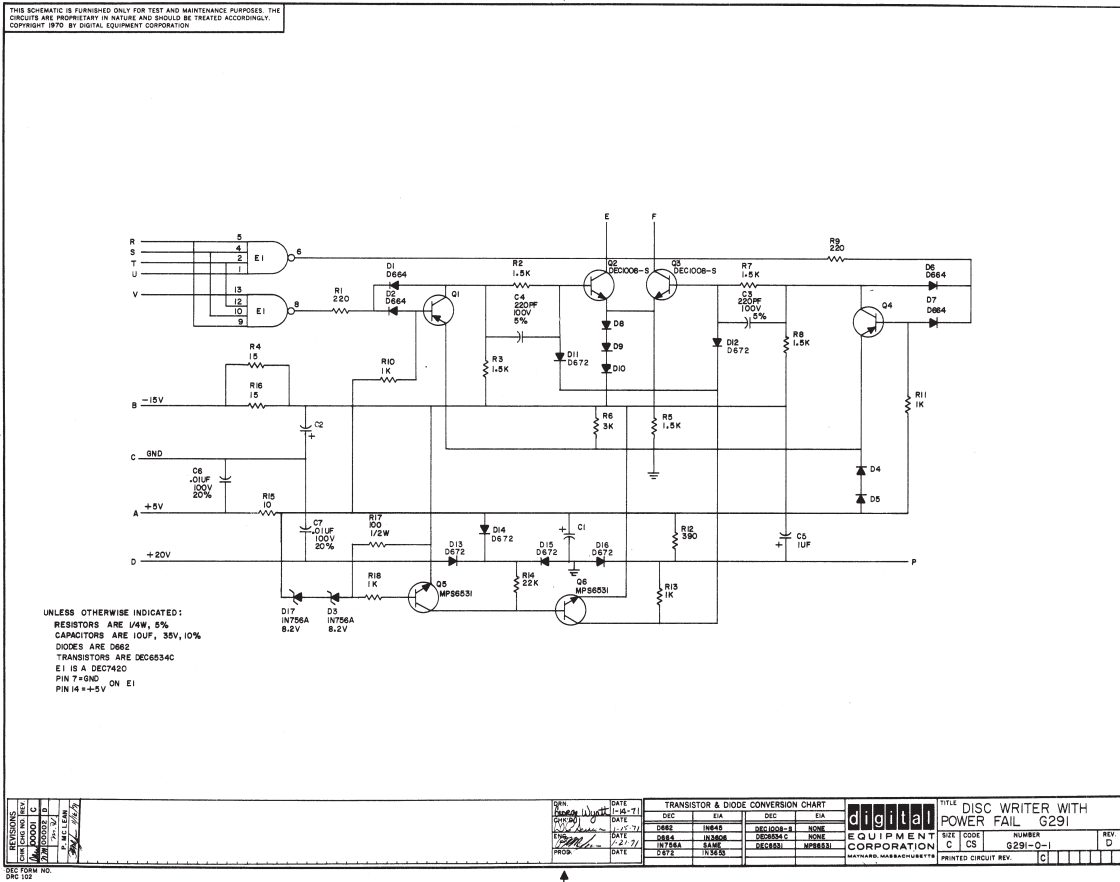 THIS SCHEMATIC IS FURNISHED ONLY FOR TEST AND MAINTENANCE PURPOSES. THE
CIRCUITS ARE PROPRIETARY IN NATURE AND SHOULD BE TREATED ACCORDINGLY.
COPYRIGHT 1970 BY DIGITAL EQUIPMENT CORPORATION
E F
R 5
S 4
T 2
U 1
E1 6
V 13
12
10
9
E1 8
R1
220
D1
D664
D2
D664
Q1
R2
1.5K
C4
220PF
100V
5%
Q2
DEC1008-S
Q3
DEC1008-S
R7
1.5K
C3
220PF
100V
5%
R9
220
D6
D664
D7
D664
Q4
R4
15
R16
15
R10
1K
R3
1.5K
D11
D672
D8
D9
D10
D12
D672
R8
1.5K
R11
1K
B -15V
C2
+
R6
3K
R5
1.5K
C GND
C6
.01UF
100V
20%
D4
D5
A +5V
R15
10
C7
.01UF
100V
20%
R17
100
1/2W
D14
D672
+ C1
R12
390
C5
1UF
+
D +20V
D13
D672
D15
D672
D16
D672
P
R18
1K
Q5
MPS6531
R14
22K
Q6
MPS6531
R13
1K
D17
1N756A
8.2V
D3
1N756A
8.2V
UNLESS OTHERWISE INDICATED:
RESISTORS ARE 1/4W, 5%
CAPACITORS ARE 10UF, 35V, 10%
DIODES ARE D662
TRANSISTORS ARE DEC6534C
E1 IS A DEC7420
PIN 7=GND
PIN 14=+5V ON E1
REVISIONS
CHK CHG NO. REV.
00001 C
00002 D
P. MCLEAN
DRN. DATE
1-14-71
CHK'D DATE
1-15-71
ENG. DATE
1-21-71
PROD. DATE
TRANSISTOR & DIODE CONVERSION CHART
DEC EIA DEC EIA
D662 1N645 DEC1008-S NONE
D664 1N3606 DEC6534C NONE
1N756A SAME DEC6531 MPS6531
D672 1N3653
digital
EQUIPMENT
CORPORATION
MAYNARD, MASSACHUSETTS
TITLE DISC WRITER WITH
POWER FAIL G291
SIZE CODE NUMBER REV.
C CS G291-0-1 D
PRINTED CIRCUIT REV. C
DEC FORM NO.
DRC 102